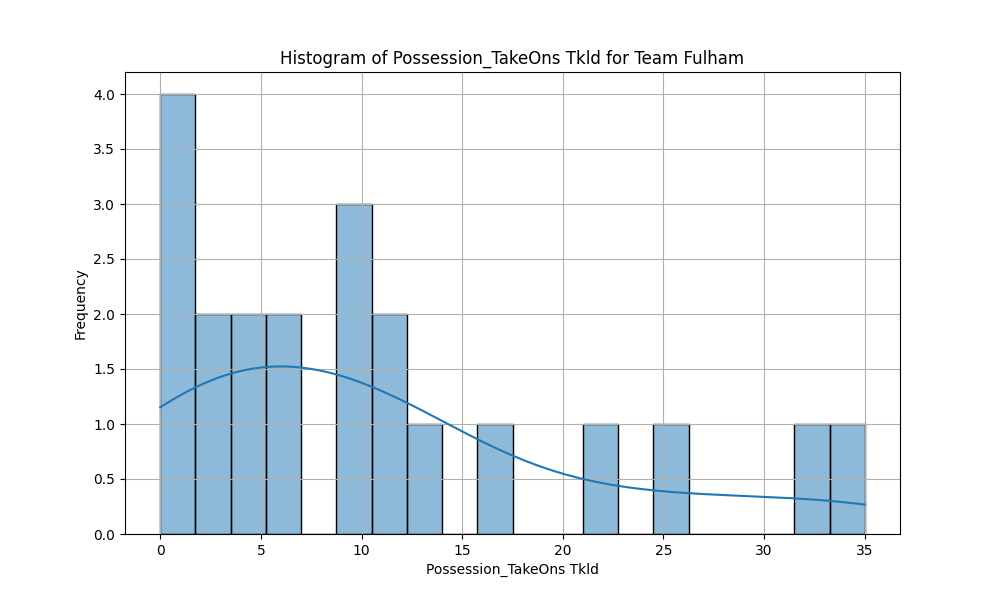 Histogram of Possession_TakeOns Tkld for Team Fulham
4.0
3.5
3.0
2.5
2.0
1.5
1.0
0.5
0.0
Frequency
0 5 10 15 20 25 30 35
Possession_TakeOns Tkld